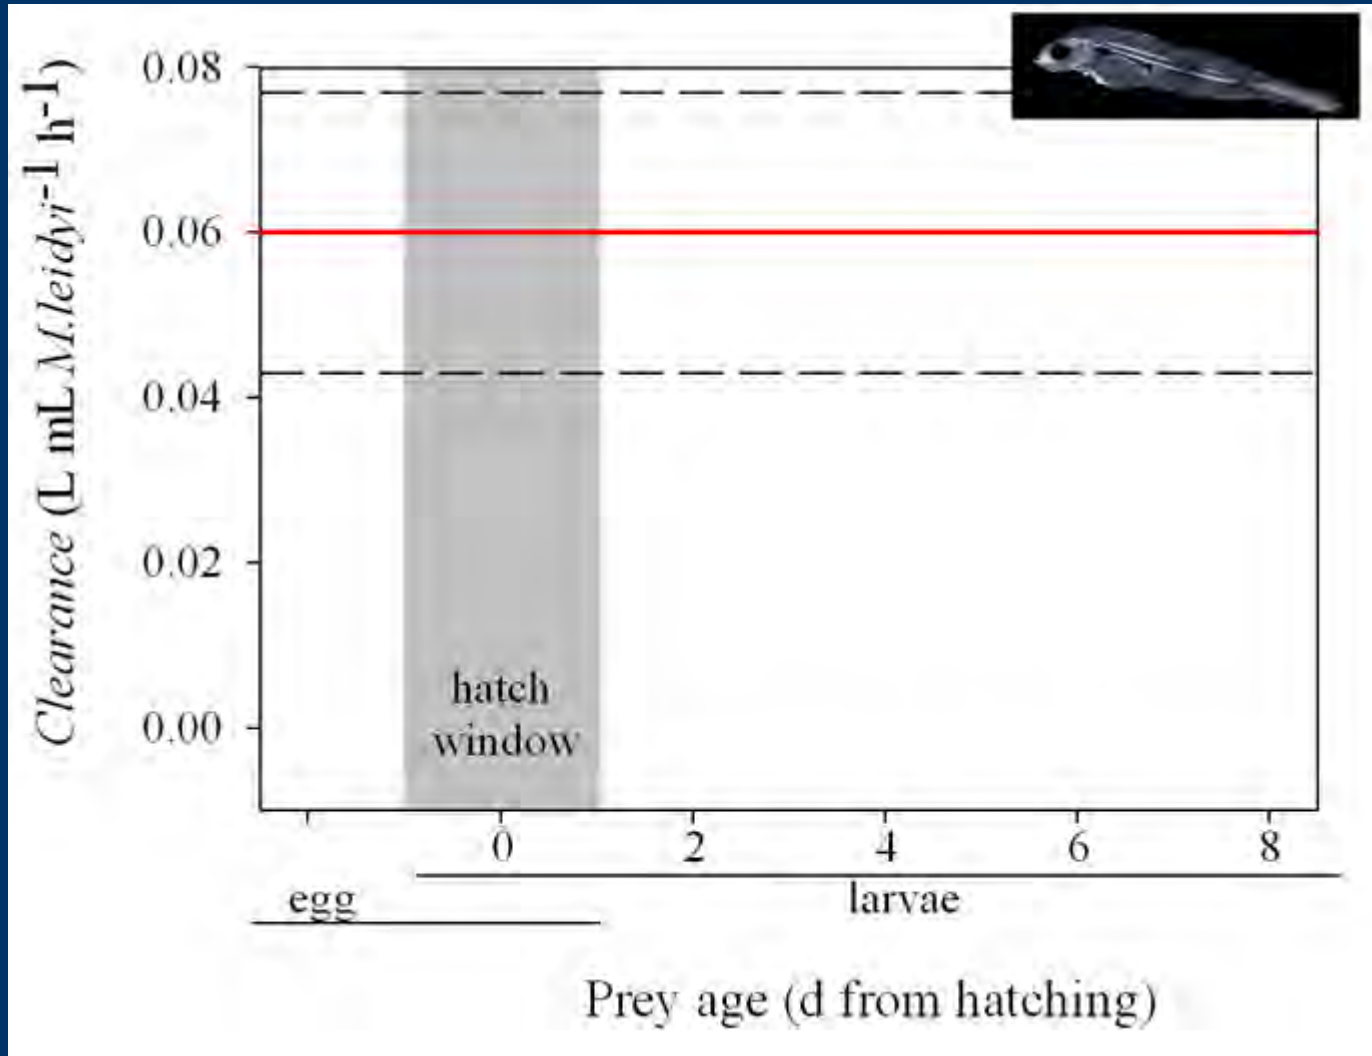 Clearance (L mL M.leidyi-1 h-1)
0.08
0.06
0.04
0.02
0.00
hatch
window
0 2 4 6 8
egg
larvae
Prey age (d from hatching)